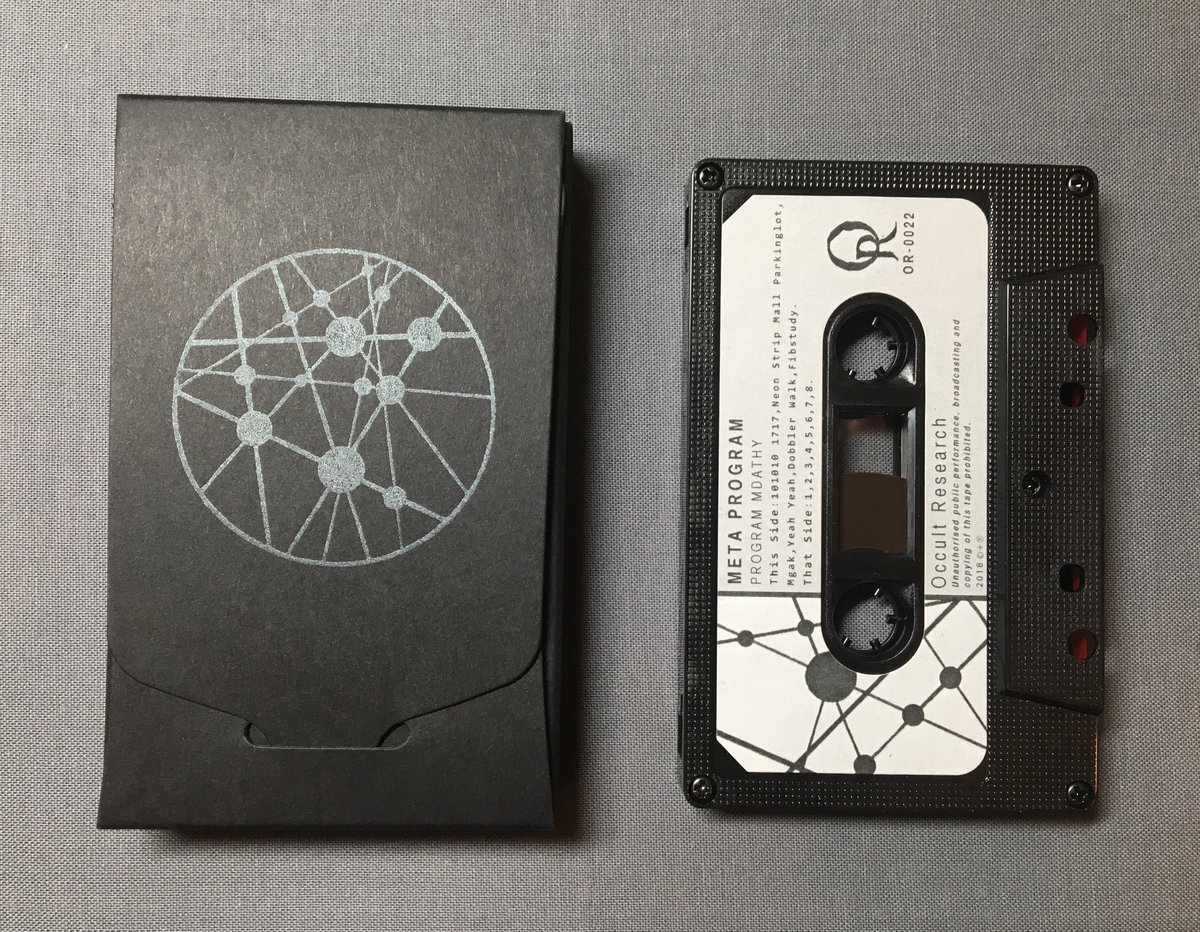 META PROGRAM
PROGRAM MDATHY
This Side:101010 1717,Neon Strip Mall Parkinglot,
Mgak,Yeah Yeah,Dobbler Walk,Fibstudy.
That Side:1,2,3,4,5,6,7,8.
OR
OR-0022
Occult Research
Unauthorised public performance, broadcasting and
copying of this tape prohibited.
2018©+℗